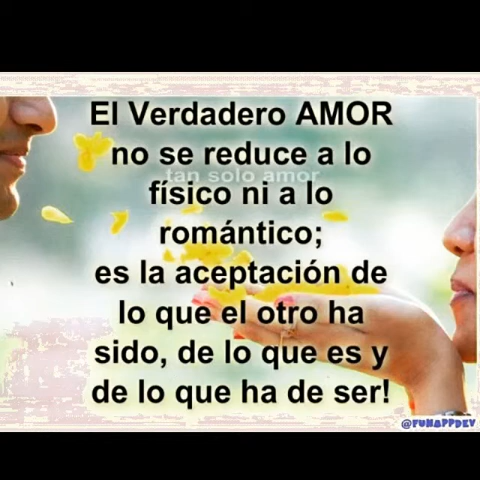 El Verdadero AMOR
no se reduce a lo
tan solo amor
físico ni a lo
romántico;
es la aceptación de
lo que el otro ha
sido, de lo que es y
de lo que ha de ser!
@FUNAPPDEV